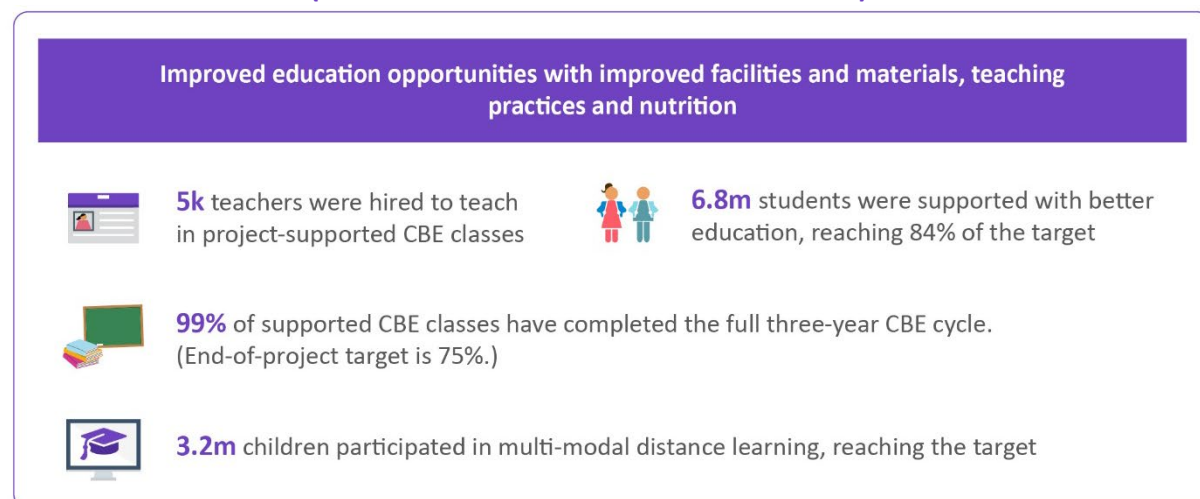 Improved education opportunities with improved facilities and materials, teaching
practices and nutrition
5k teachers were hired to teach
in project-supported CBE classes
6.8m students were supported with better
education, reaching 84% of the target
99% of supported CBE classes have completed the full three-year CBE cycle.
(End-of-project target is 75%.)
3.2m children participated in multi-modal distance learning, reaching the target